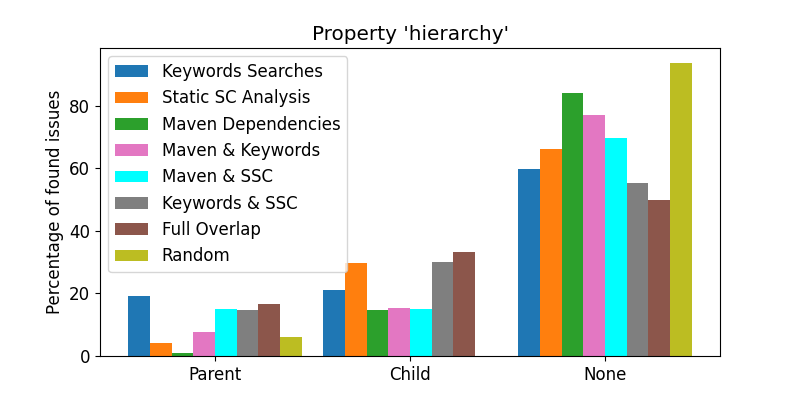 Property 'hierarchy'
Percentage of found issues
80
60
40
20
0
Keywords Searches
Static SC Analysis
Maven Dependencies
Maven & Keywords
Maven & SSC
Keywords & SSC
Full Overlap
Random
Parent
Child
None